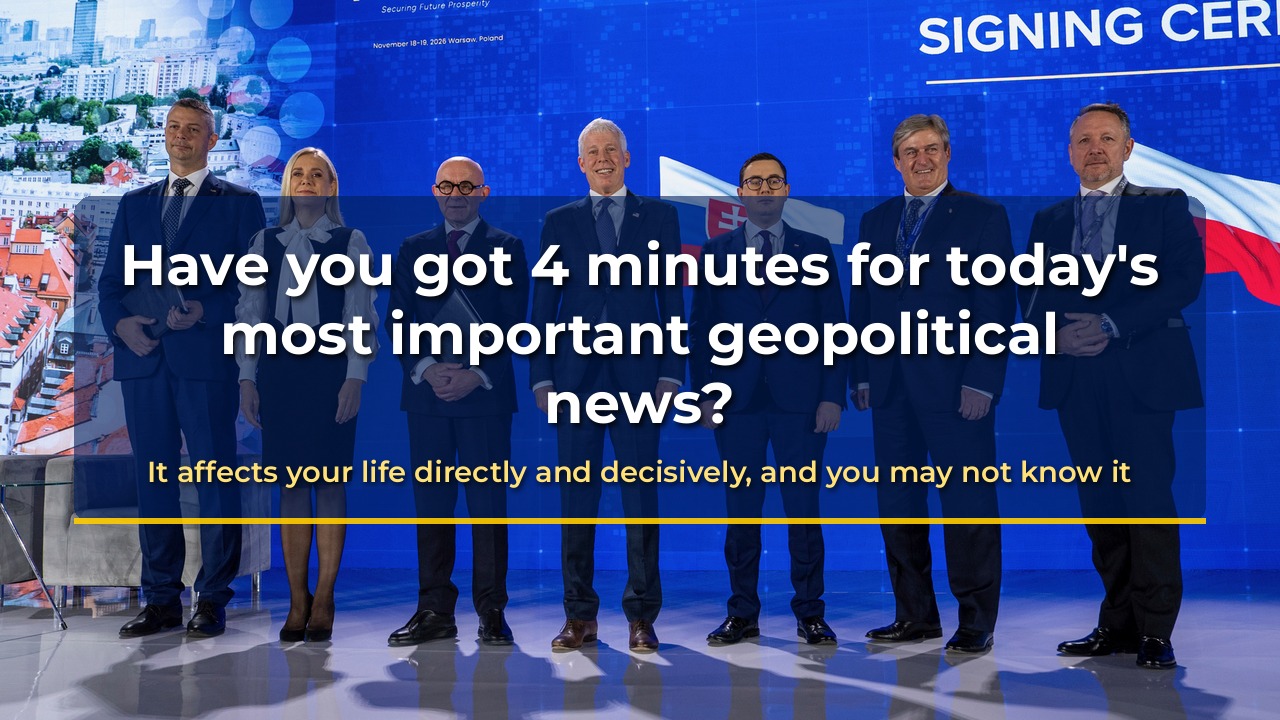 Securing Future Prosperity
November 18-19, 2026 Warsaw, Poland
SIGNING CER
Have you got 4 minutes for today's
most important geopolitical
news?
It affects your life directly and decisively, and you may not know it